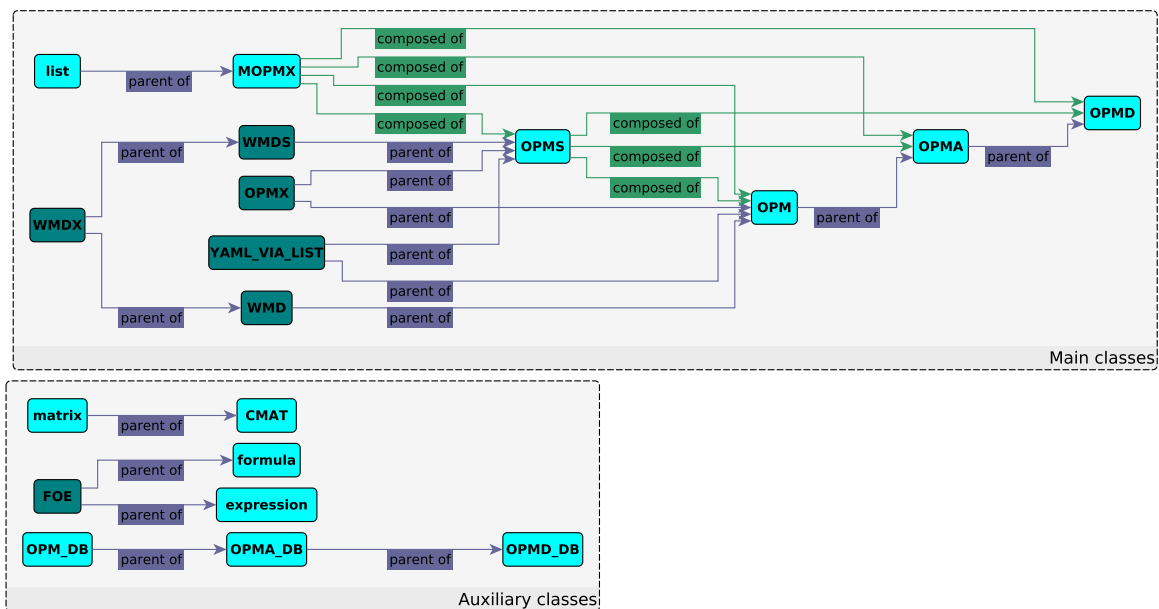 composed of
list
MOPMX
composed of
parent of
composed of
OPMD
composed of
composed of
WMDS
OPMS
OPMA
parent of
composed of
parent of
parent of
OPMX
composed of
OPM
WMDX
parent of
parent of
YAML_VIA_LIST
parent of
parent of
WMD
parent of
parent of
Main classes
matrix
CMAT
parent of
formula
parent of
FOE
expression
parent of
OPM_DB
OPMA_DB
OPMD_DB
parent of
parent of
Auxiliary classes